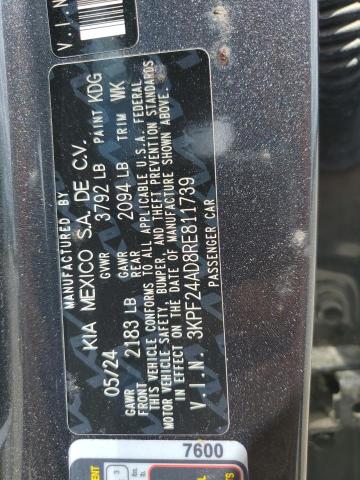 V.I.N.
MANUFACTURED BY
KIA MEXICO S.A. DE C.V.
05/24 GVWR 3792 LB PAINT KDG
GAWR FRONT 2183 LB GAWR REAR 2094 LB TRIM WK
THIS VEHICLE CONFORMS TO ALL APPLICABLE U.S.A. FEDERAL
MOTOR VEHICLE SAFETY, BUMPER, AND THEFT PREVENTION STANDARDS
IN EFFECT ON THE DATE OF MANUFACTURE SHOWN ABOVE.
V.I.N. 3KPF24AD8RE811739
PASSENGER CAR
7600